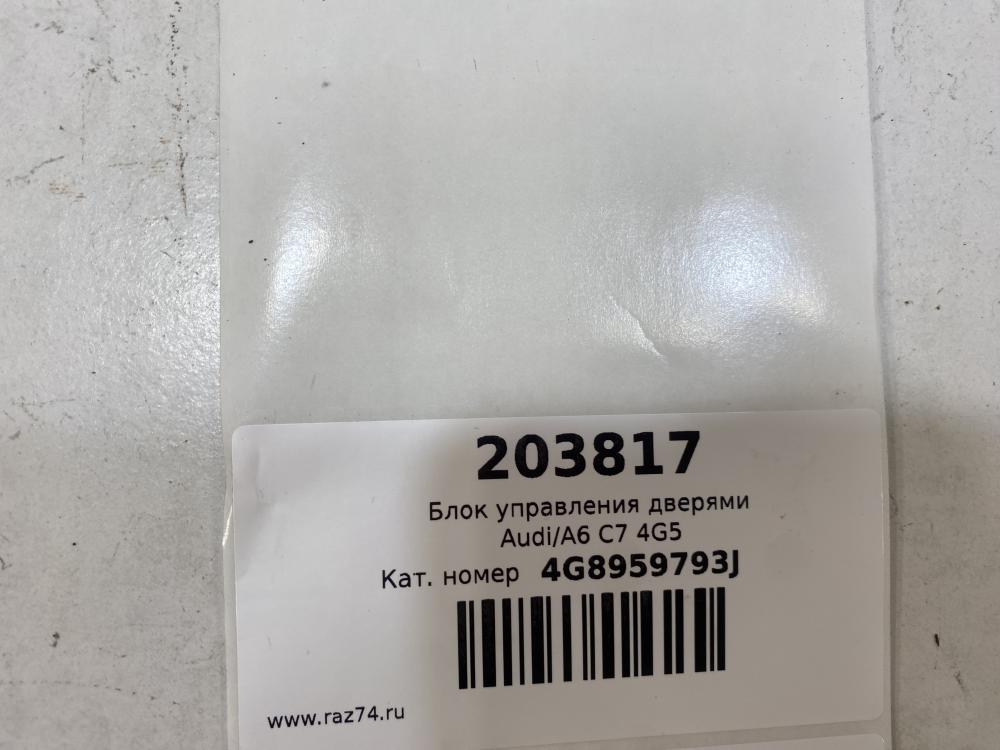 203817
Блок управления дверями
Audi/A6 C7 4G5
Кат. номер 4G8959793J
www.raz74.ru